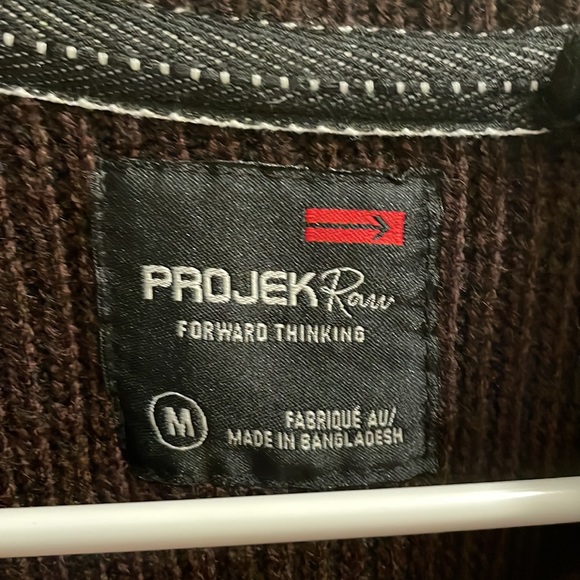 PROJEK Raw
FORWARD THINKING
M
FABRIQUÉ AU/
MADE IN BANGLADESH